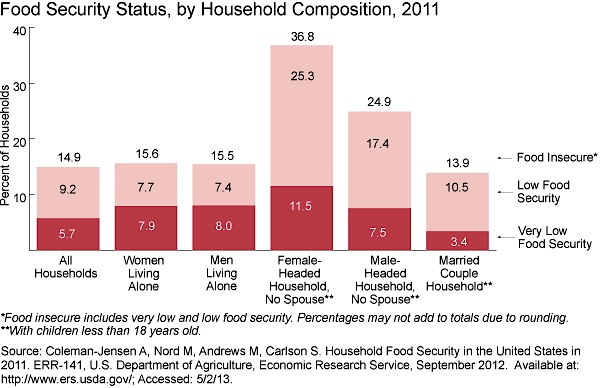 Food Security Status, by Household Composition, 2011
Percent of Households
40
30
20
10
14.9
9.2
5.7
15.6
7.7
7.9
15.5
7.4
8.0
36.8
25.3
11.5
24.9
17.4
7.5
13.9
10.5
3.4
Food Insecure*
Low Food
Security
Very Low
Food Security
All
Households
Women
Living
Alone
Men
Living
Alone
Female-
Headed
Household,
No Spouse**
Male-
Headed
Household,
No Spouse**
Married
Couple
Household**
*Food insecure includes very low and low food security. Percentages may not add to totals due to rounding.
**With children less than 18 years old.
Source: Coleman-Jensen A, Nord M, Andrews M, Carlson S. Household Food Security in the United States in
2011. ERR-141, U.S. Department of Agriculture, Economic Research Service, September 2012. Available at:
http://www.ers.usda.gov/; Accessed: 5/2/13.